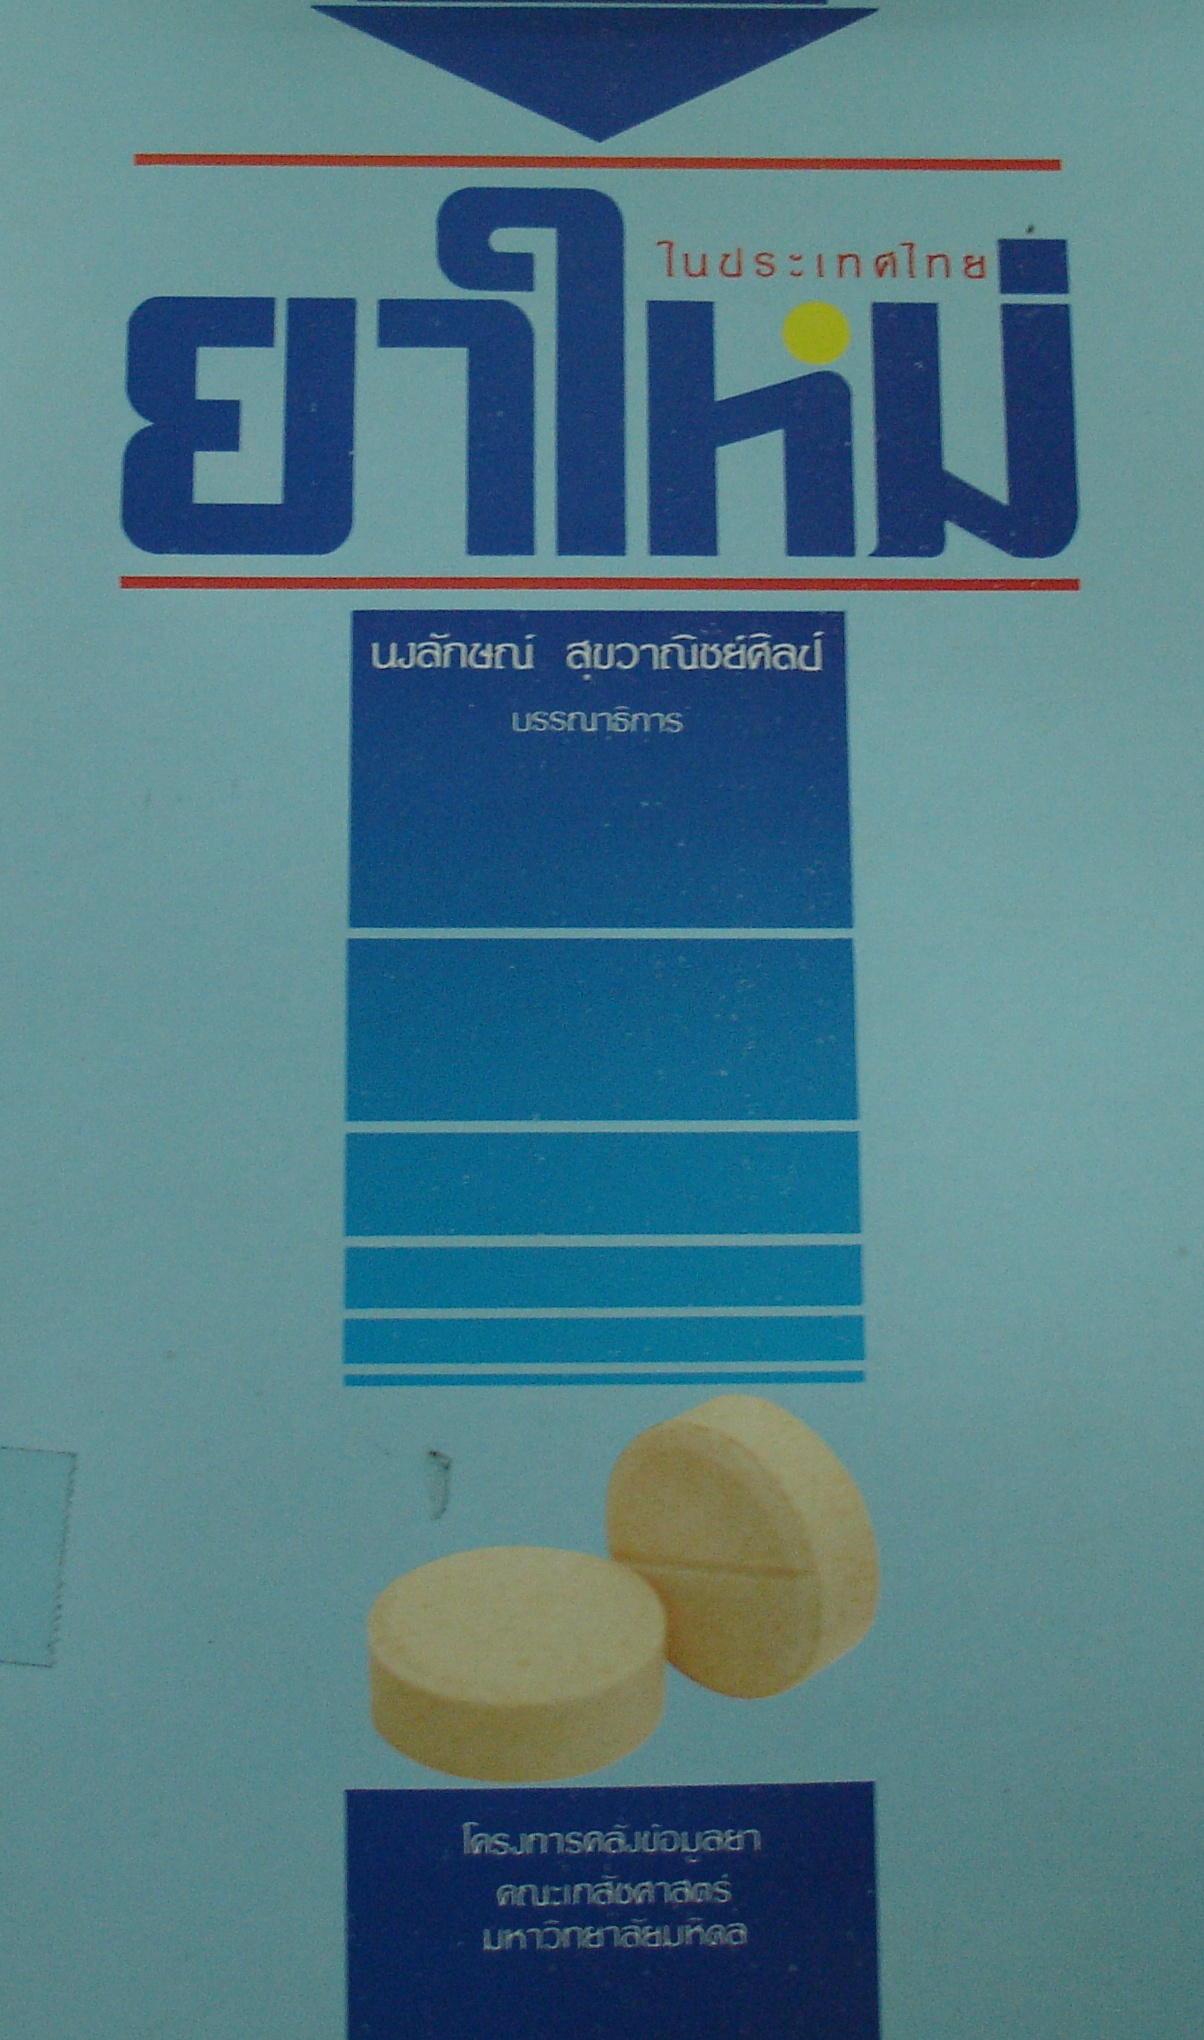 ยาใหม่
ในประเทศไทย
นงลักษณ์ สุขวาณิชย์ศิลป์
บรรณาธิการ
โครงการคลังข้อมูลยา
คณะเภสัชศาสตร์
มหาวิทยาลัยมหิดล